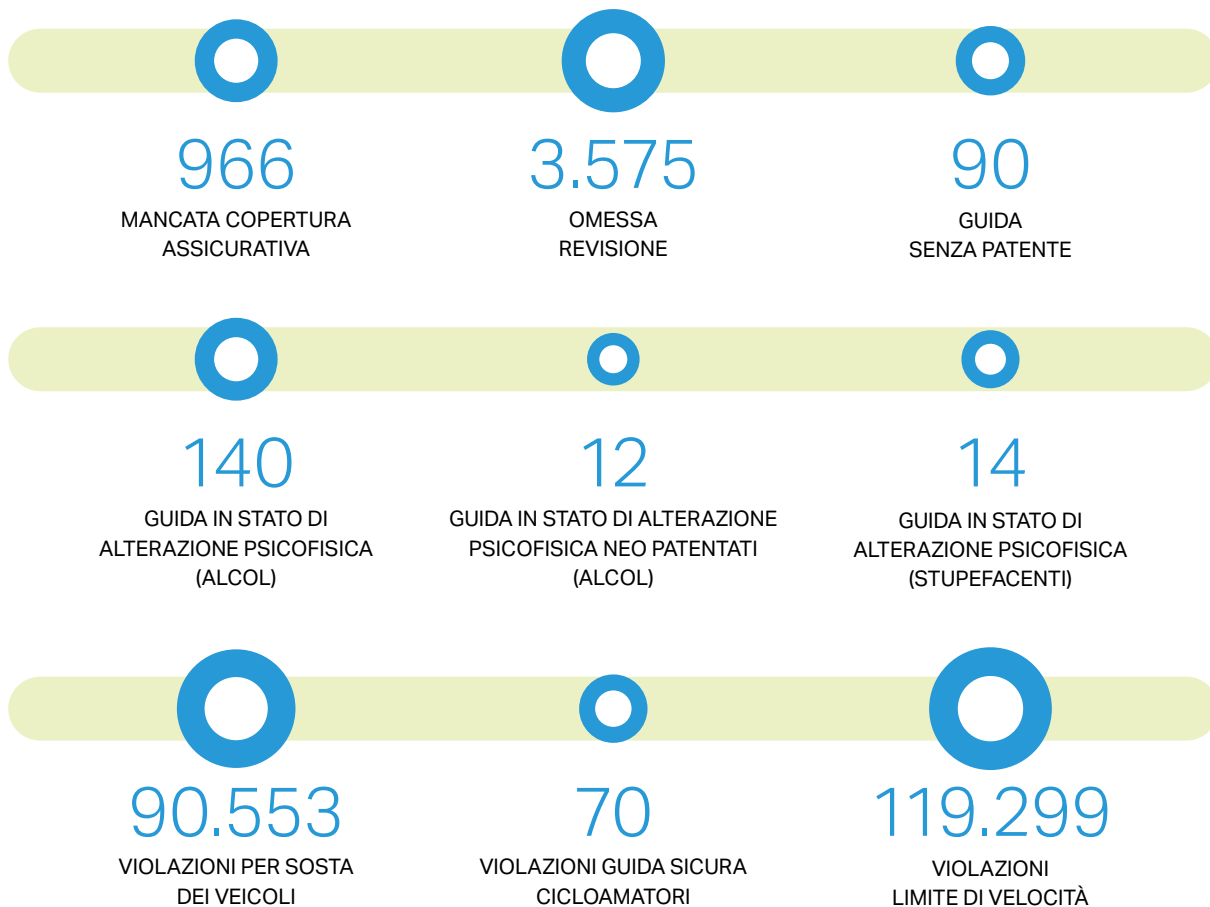 966
MANCATA COPERTURA
ASSICURATIVA
3.575
OMESSA
REVISIONE
90
GUIDA
SENZA PATENTE
140
GUIDA IN STATO DI
ALTERAZIONE PSICOFISICA
(ALCOL)
12
GUIDA IN STATO DI ALTERAZIONE
PSICOFISICA NEO PATENTATI
(ALCOL)
14
GUIDA IN STATO DI
ALTERAZIONE PSICOFISICA
(STUPEFACENTI)
90.553
VIOLAZIONI PER SOSTA
DEI VEICOLI
70
VIOLAZIONI GUIDA SICURA
CICLOAMATORI
119.299
VIOLAZIONI
LIMITE DI VELOCITÀ